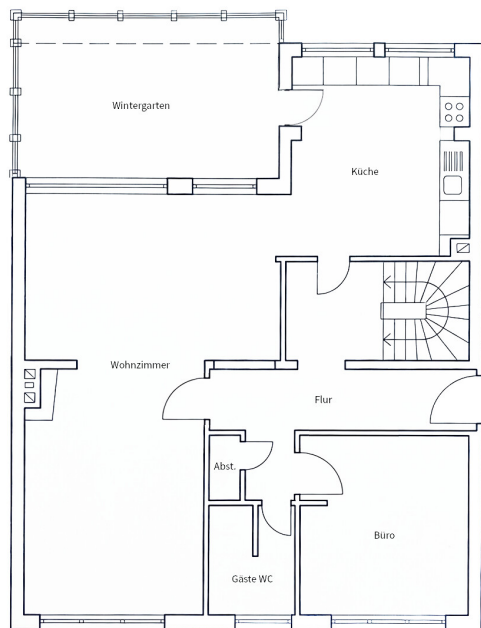 Wintergarten
Küche
Wohnzimmer
Flur
Abst.
Büro
Gäste WC